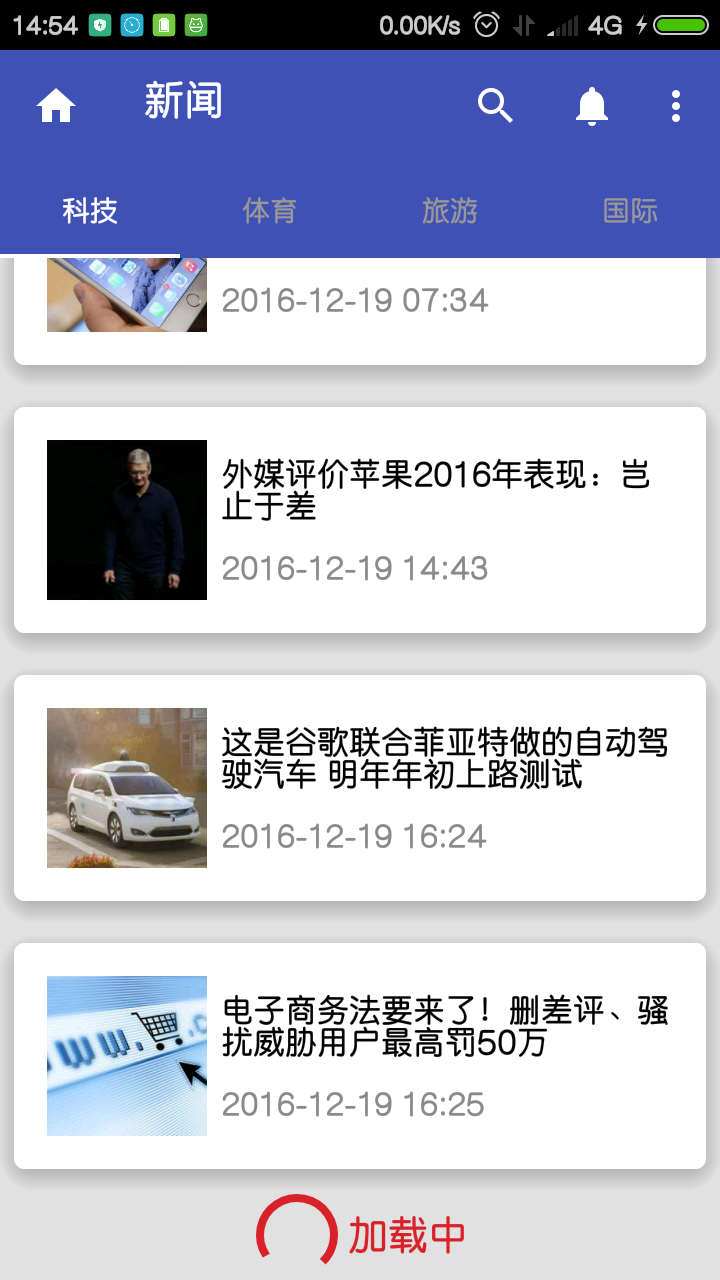 14:54 0.00K/s 4G
新闻
科技 体育 旅游 国际
2016-12-19 07:34
外媒评价苹果2016年表现：岂
止于差
2016-12-19 14:43
这是谷歌联合菲亚特做的自动驾
驶汽车 明年年初上路测试
2016-12-19 16:24
电子商务法要来了！删差评、骚
扰威胁用户最高罚50万
www.c
2016-12-19 16:25
加载中